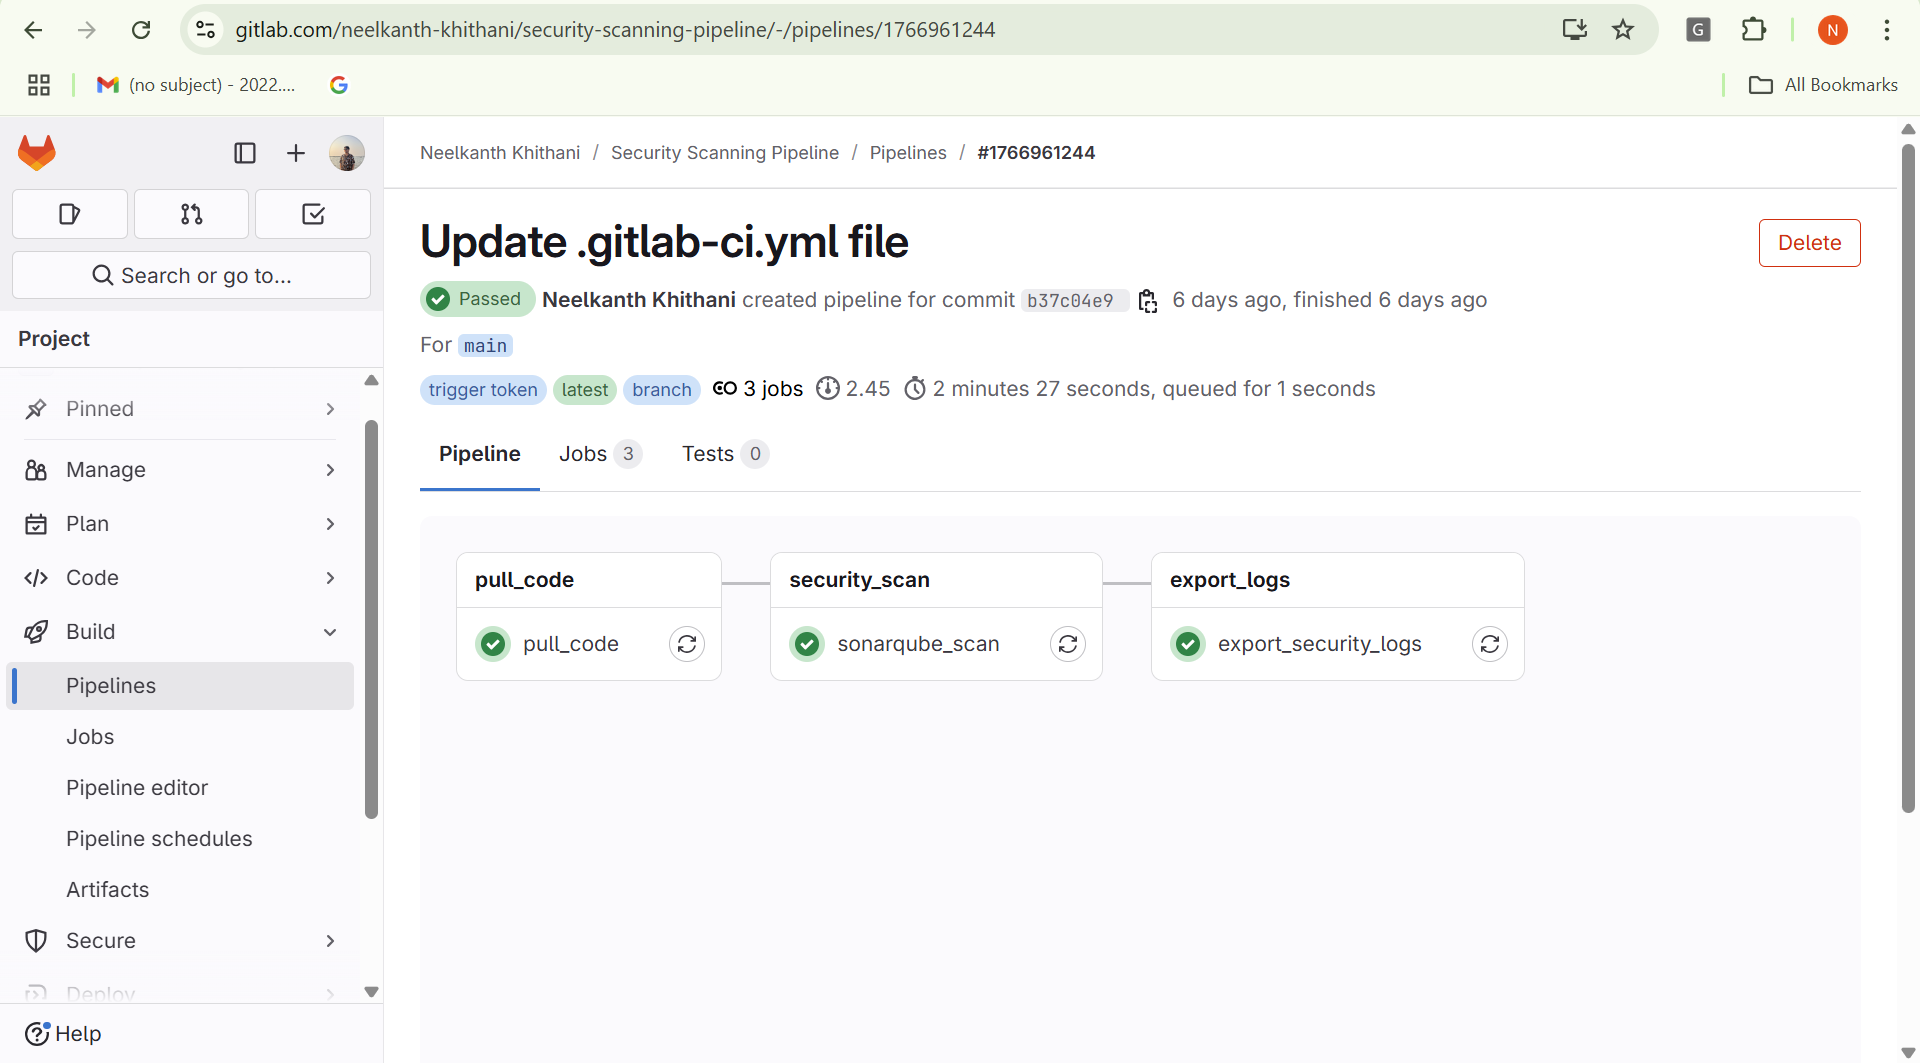 gitlab.com/neelkanth-khithani/security-scanning-pipeline/-/pipelines/1766961244
G
N
(no subject) - 2022....
All Bookmarks
Search or go to...
Project
Pinned
Manage
Plan
Code
Build
Pipelines
Jobs
Pipeline editor
Pipeline schedules
Artifacts
Secure
Deploy
Help
Neelkanth Khithani / Security Scanning Pipeline / Pipelines / #1766961244
Update .gitlab-ci.yml file
Delete
Passed Neelkanth Khithani created pipeline for commit b37c04e9 6 days ago, finished 6 days ago
For main
trigger token latest branch 3 jobs 2.45 2 minutes 27 seconds, queued for 1 seconds
Pipeline Jobs 3 Tests 0
pull_code
pull_code
security_scan
sonarqube_scan
export_logs
export_security_logs